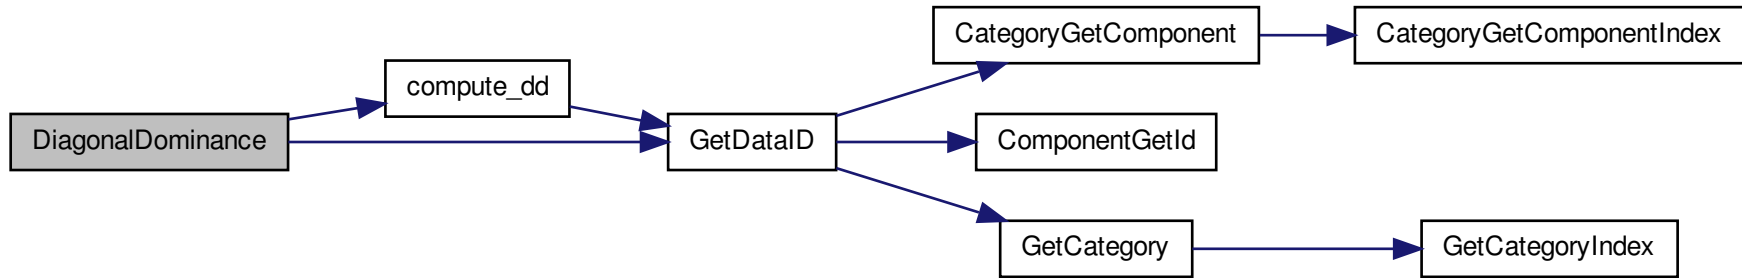 DiagonalDominance
compute_dd
GetDataID
CategoryGetComponent
ComponentGetId
GetCategory
CategoryGetComponentIndex
GetCategoryIndex